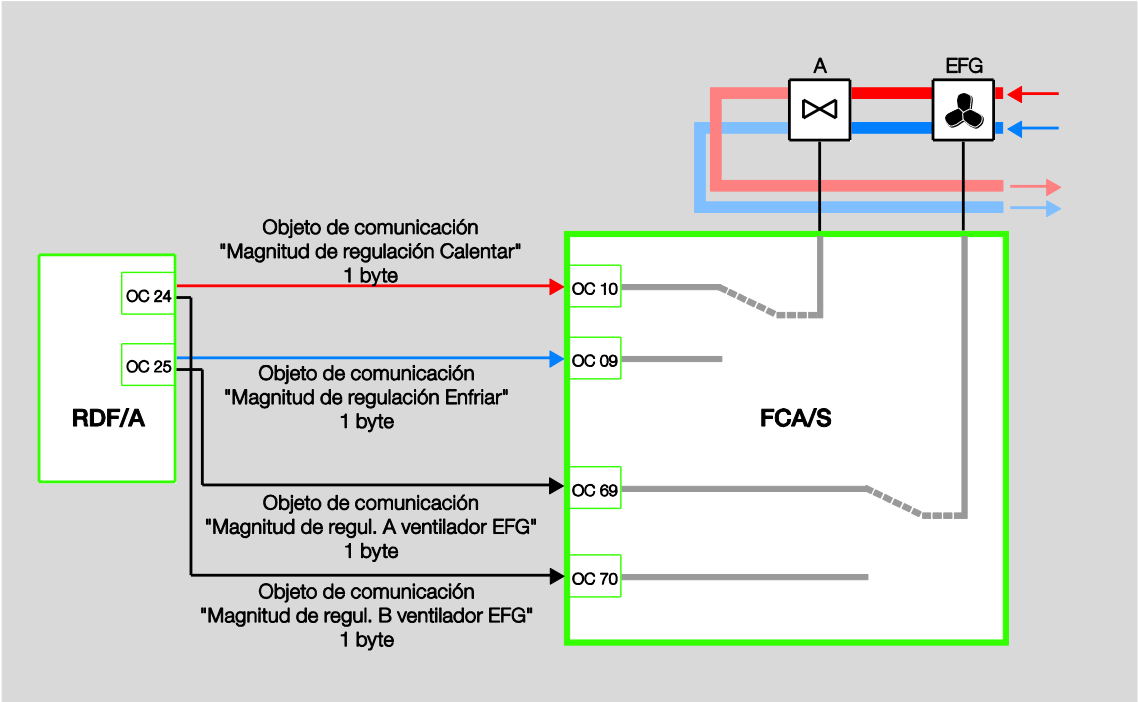 A
EFG
Objeto de comunicación
"Magnitud de regulación Calentar"
1 byte
OC 24
OC 10
OC 25
OC 09
Objeto de comunicación
"Magnitud de regulación Enfriar"
1 byte
RDF/A
FCA/S
OC 69
Objeto de comunicación
"Magnitud de regul. A ventilador EFG"
1 byte
OC 70
Objeto de comunicación
"Magnitud de regul. B ventilador EFG"
1 byte